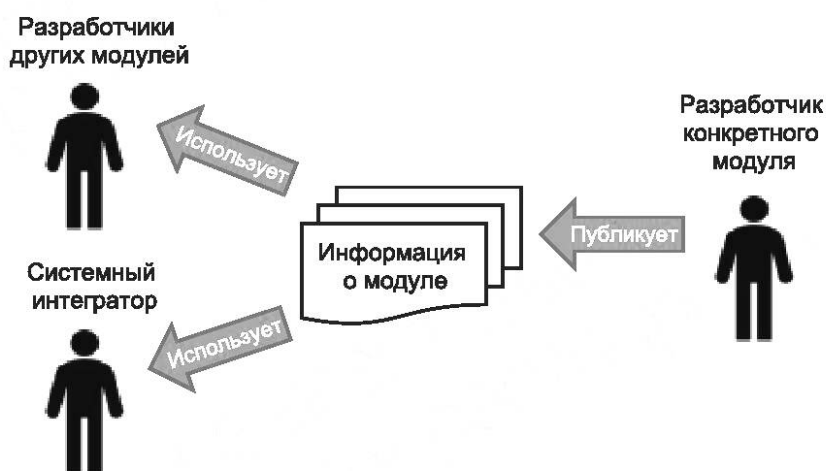 Разработчики
других модулей
Использует
Разработчик
конкретного
модуля
Информация
о модуле
Публикует
Системный
интегратор
Использует